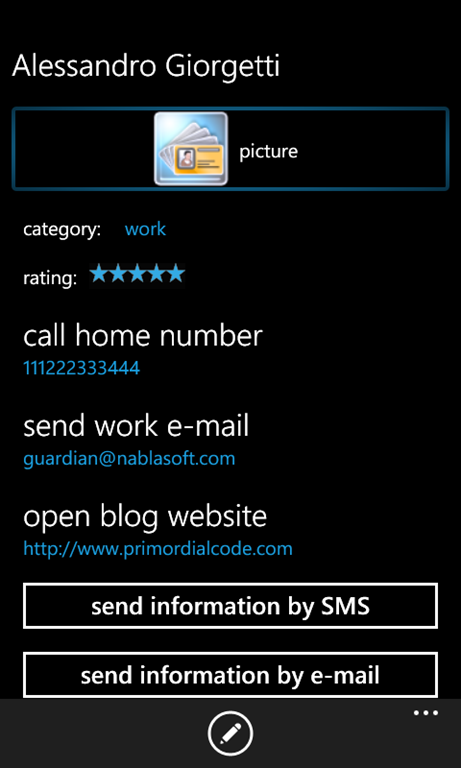 Alessandro Giorgetti
picture
category: work
rating:
call home number
111222333444
send work e-mail
guardian@nablasoft.com
open blog website
http://www.primordialcode.com
send information by SMS
send information by e-mail